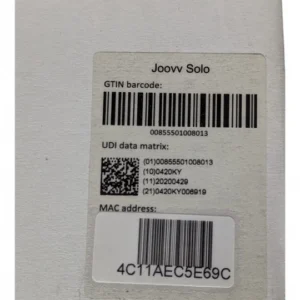 Joovv Solo
GTIN barcode:
00855501008013
UDI data matrix:
(01)00855501008013
(10)0420KY
(11)20200429
(21)0420KY006919
MAC address:
4C11AEC5E69C